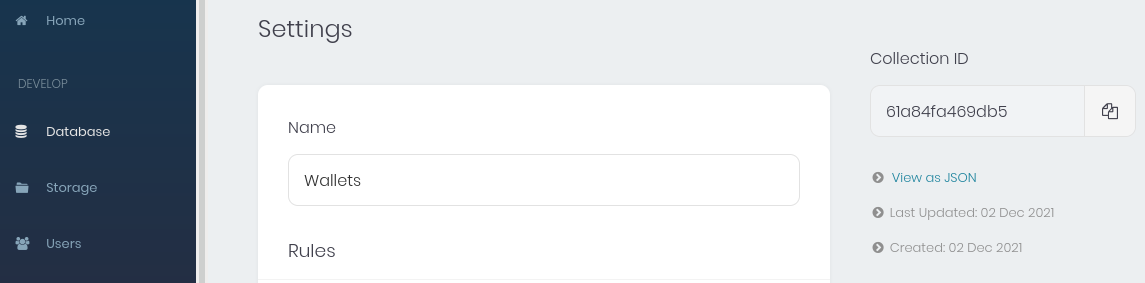 Home
DEVELOP
Database
Storage
Users
Settings
Name
Wallets
Rules
Collection ID
61a84fa469db5
View as JSON
Last Updated: 02 Dec 2021
Created: 02 Dec 2021